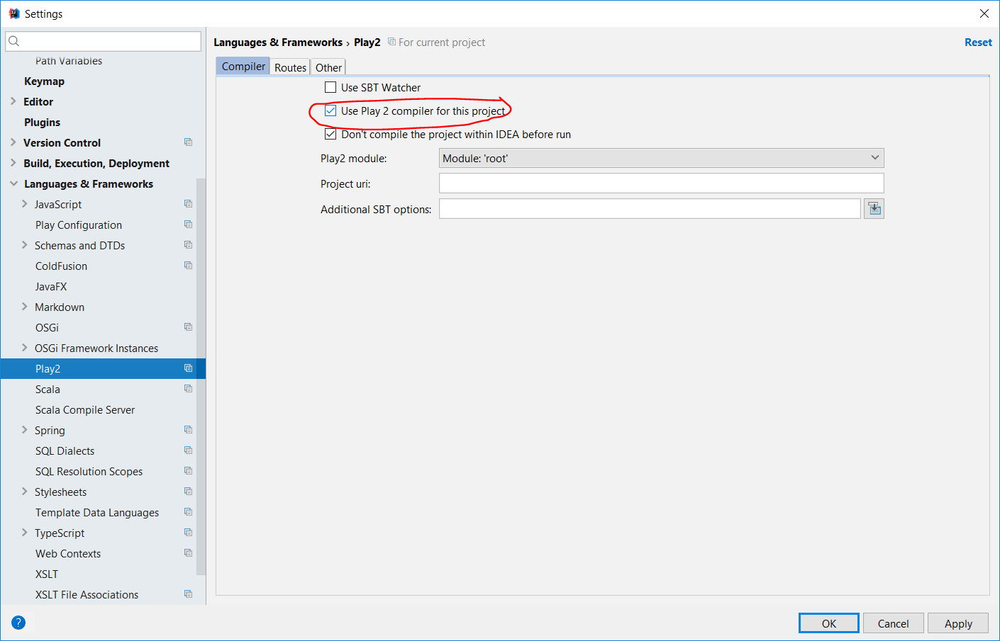 Settings
Path Variables
Keymap
Editor
Plugins
Version Control
Build, Execution, Deployment
Languages & Frameworks
JavaScript
Play Configuration
Schemas and DTDs
ColdFusion
JavaFX
Markdown
OSGi
OSGi Framework Instances
Play2
Scala
Scala Compile Server
Spring
SQL Dialects
SQL Resolution Scopes
Stylesheets
Template Data Languages
TypeScript
Web Contexts
XSLT
XSLT File Associations
Languages & Frameworks › Play2 For current project Reset
Compiler Routes Other
Use SBT Watcher
Use Play 2 compiler for this project
Don't compile the project within IDEA before run
Play2 module: Module: 'root'
Project uri:
Additional SBT options:
? OK Cancel Apply